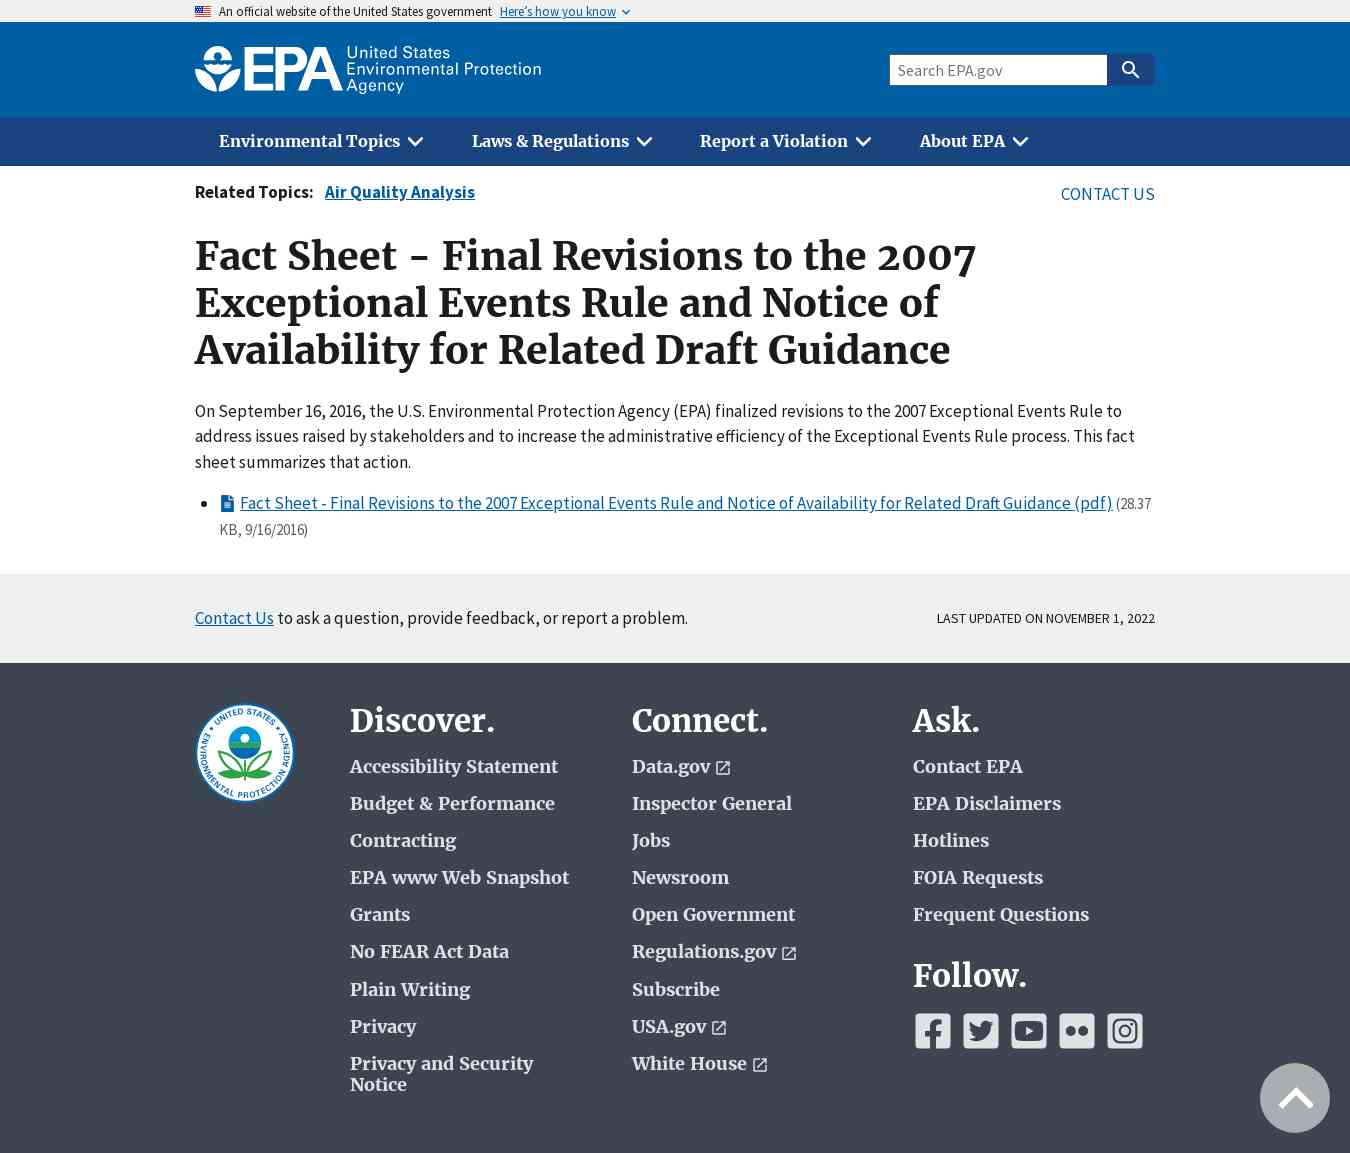 An official website of the United States government Here's how you know
EPA United States
Environmental Protection
Agency
Search EPA.gov
Environmental Topics Laws & Regulations Report a Violation About EPA
Related Topics: Air Quality Analysis CONTACT US
Fact Sheet - Final Revisions to the 2007
Exceptional Events Rule and Notice of
Availability for Related Draft Guidance
On September 16, 2016, the U.S. Environmental Protection Agency (EPA) finalized revisions to the 2007 Exceptional Events Rule to
address issues raised by stakeholders and to increase the administrative efficiency of the Exceptional Events Rule process. This fact
sheet summarizes that action.
Fact Sheet - Final Revisions to the 2007 Exceptional Events Rule and Notice of Availability for Related Draft Guidance (pdf) (28.37
KB, 9/16/2016)
Contact Us to ask a question, provide feedback, or report a problem. LAST UPDATED ON NOVEMBER 1, 2022
UNITED STATES
ENVIRONMENTAL PROTECTION AGENCY
Discover.
Accessibility Statement
Budget & Performance
Contracting
EPA www Web Snapshot
Grants
No FEAR Act Data
Plain Writing
Privacy
Privacy and Security
Notice
Connect.
Data.gov
Inspector General
Jobs
Newsroom
Open Government
Regulations.gov
Subscribe
USA.gov
White House
Ask.
Contact EPA
EPA Disclaimers
Hotlines
FOIA Requests
Frequent Questions
Follow.